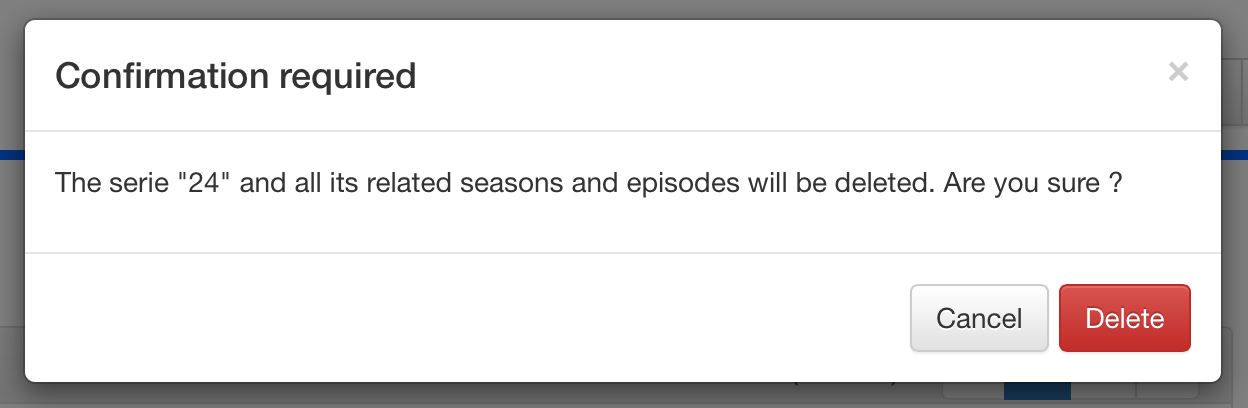 Confirmation required
×
The serie "24" and all its related seasons and episodes will be deleted. Are you sure ?
Cancel
Delete